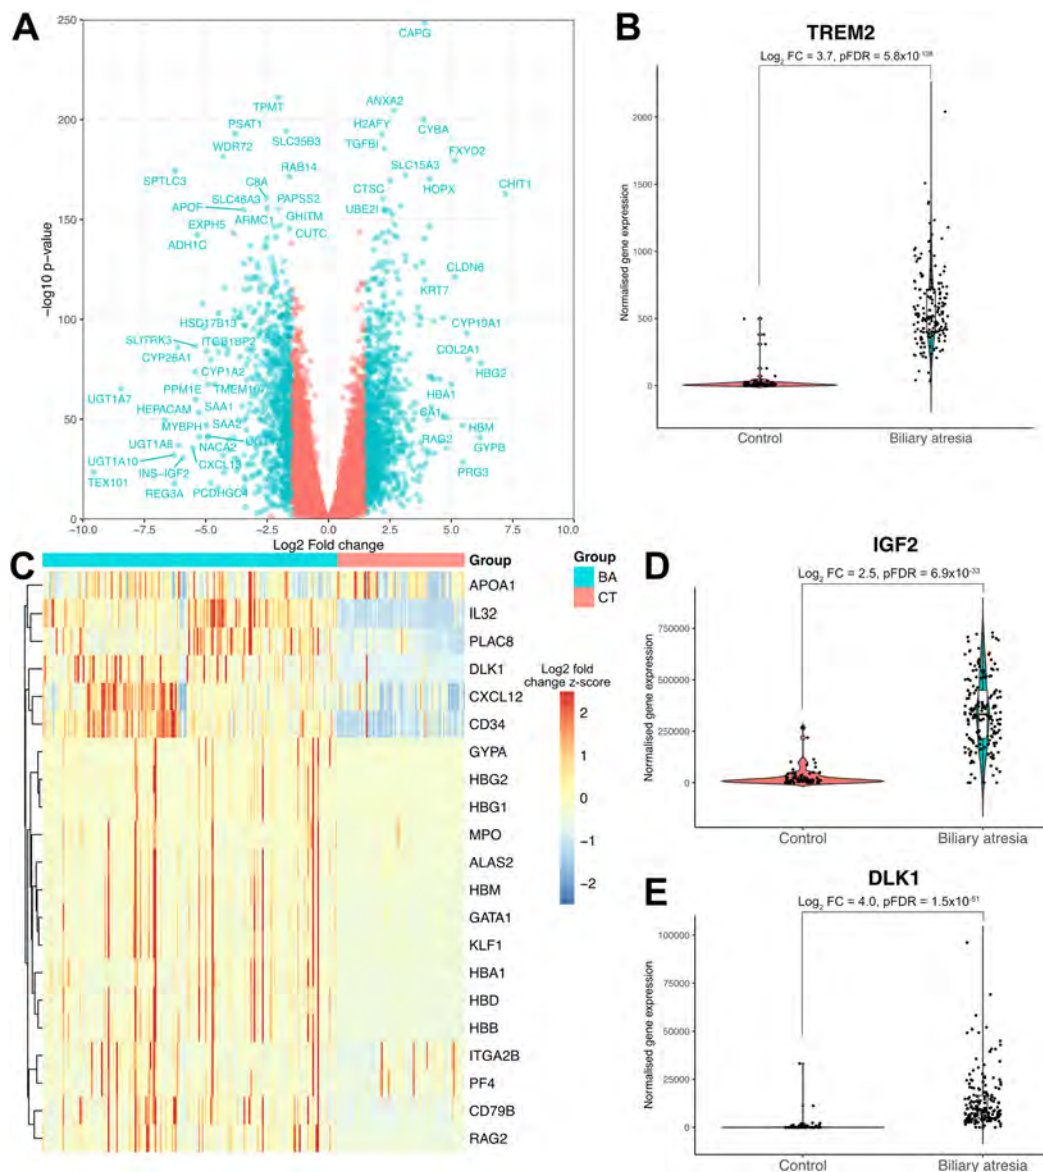 A
250
200
150
100
50
0
-log10 p-value
CAPG
TPMT
ANXA2
PSAT1
H2AFY
CYBA
WDR72
SLC35B3
TGFBI
FXYD2
SPTLC3
C8A
RAB14
SLC15A3
CTSC
HOPX
CHIT1
SLC46A3
PAPSS2
APOF
ARMC1
GHITM
UBE2I
EXPH5
CUTC
ADH1C
CLDN6
KRT7
HSD17B13
CYP19A1
SLITRK3
ITGB1BP2
COL2A1
CYP26A1
HBG2
CYP1A2
PPM1E
HBA1
UGT1A7
HEPACAM
SAA1
CA1
MYBPH
SAA2
HBM
UGT1A8
NACA2
RAG2
GYPB
UGT1A10
CXCL13
INS-IGF2
PRG3
TEX101
REG3A
PCDHGC4
-10.0 -7.5 -5.0 -2.5 0.0 2.5 5.0 7.5 10.0
Log2 Fold change
B
TREM2
Log2 FC = 3.7, pFDR = 5.8x10⁻¹⁰⁸
Normalised gene expression
2000
1500
1000
500
0
Control Biliary atresia
C
Group
APOA1
IL32
PLAC8
DLK1
CXCL12
CD34
GYPA
HBG2
HBG1
MPO
ALAS2
HBM
GATA1
KLF1
HBA1
HBD
HBB
ITGA2B
PF4
CD79B
RAG2
Group
BA
CT
Log2 fold
change z-score
2
1
0
-1
-2
D
IGF2
Log2 FC = 2.5, pFDR = 6.9x10⁻³³
Normalised gene expression
750000
500000
250000
0
Control Biliary atresia
E
DLK1
Log2 FC = 4.0, pFDR = 1.5x10⁻⁵¹
Normalised gene expression
100000
75000
50000
25000
0
Control Biliary atresia